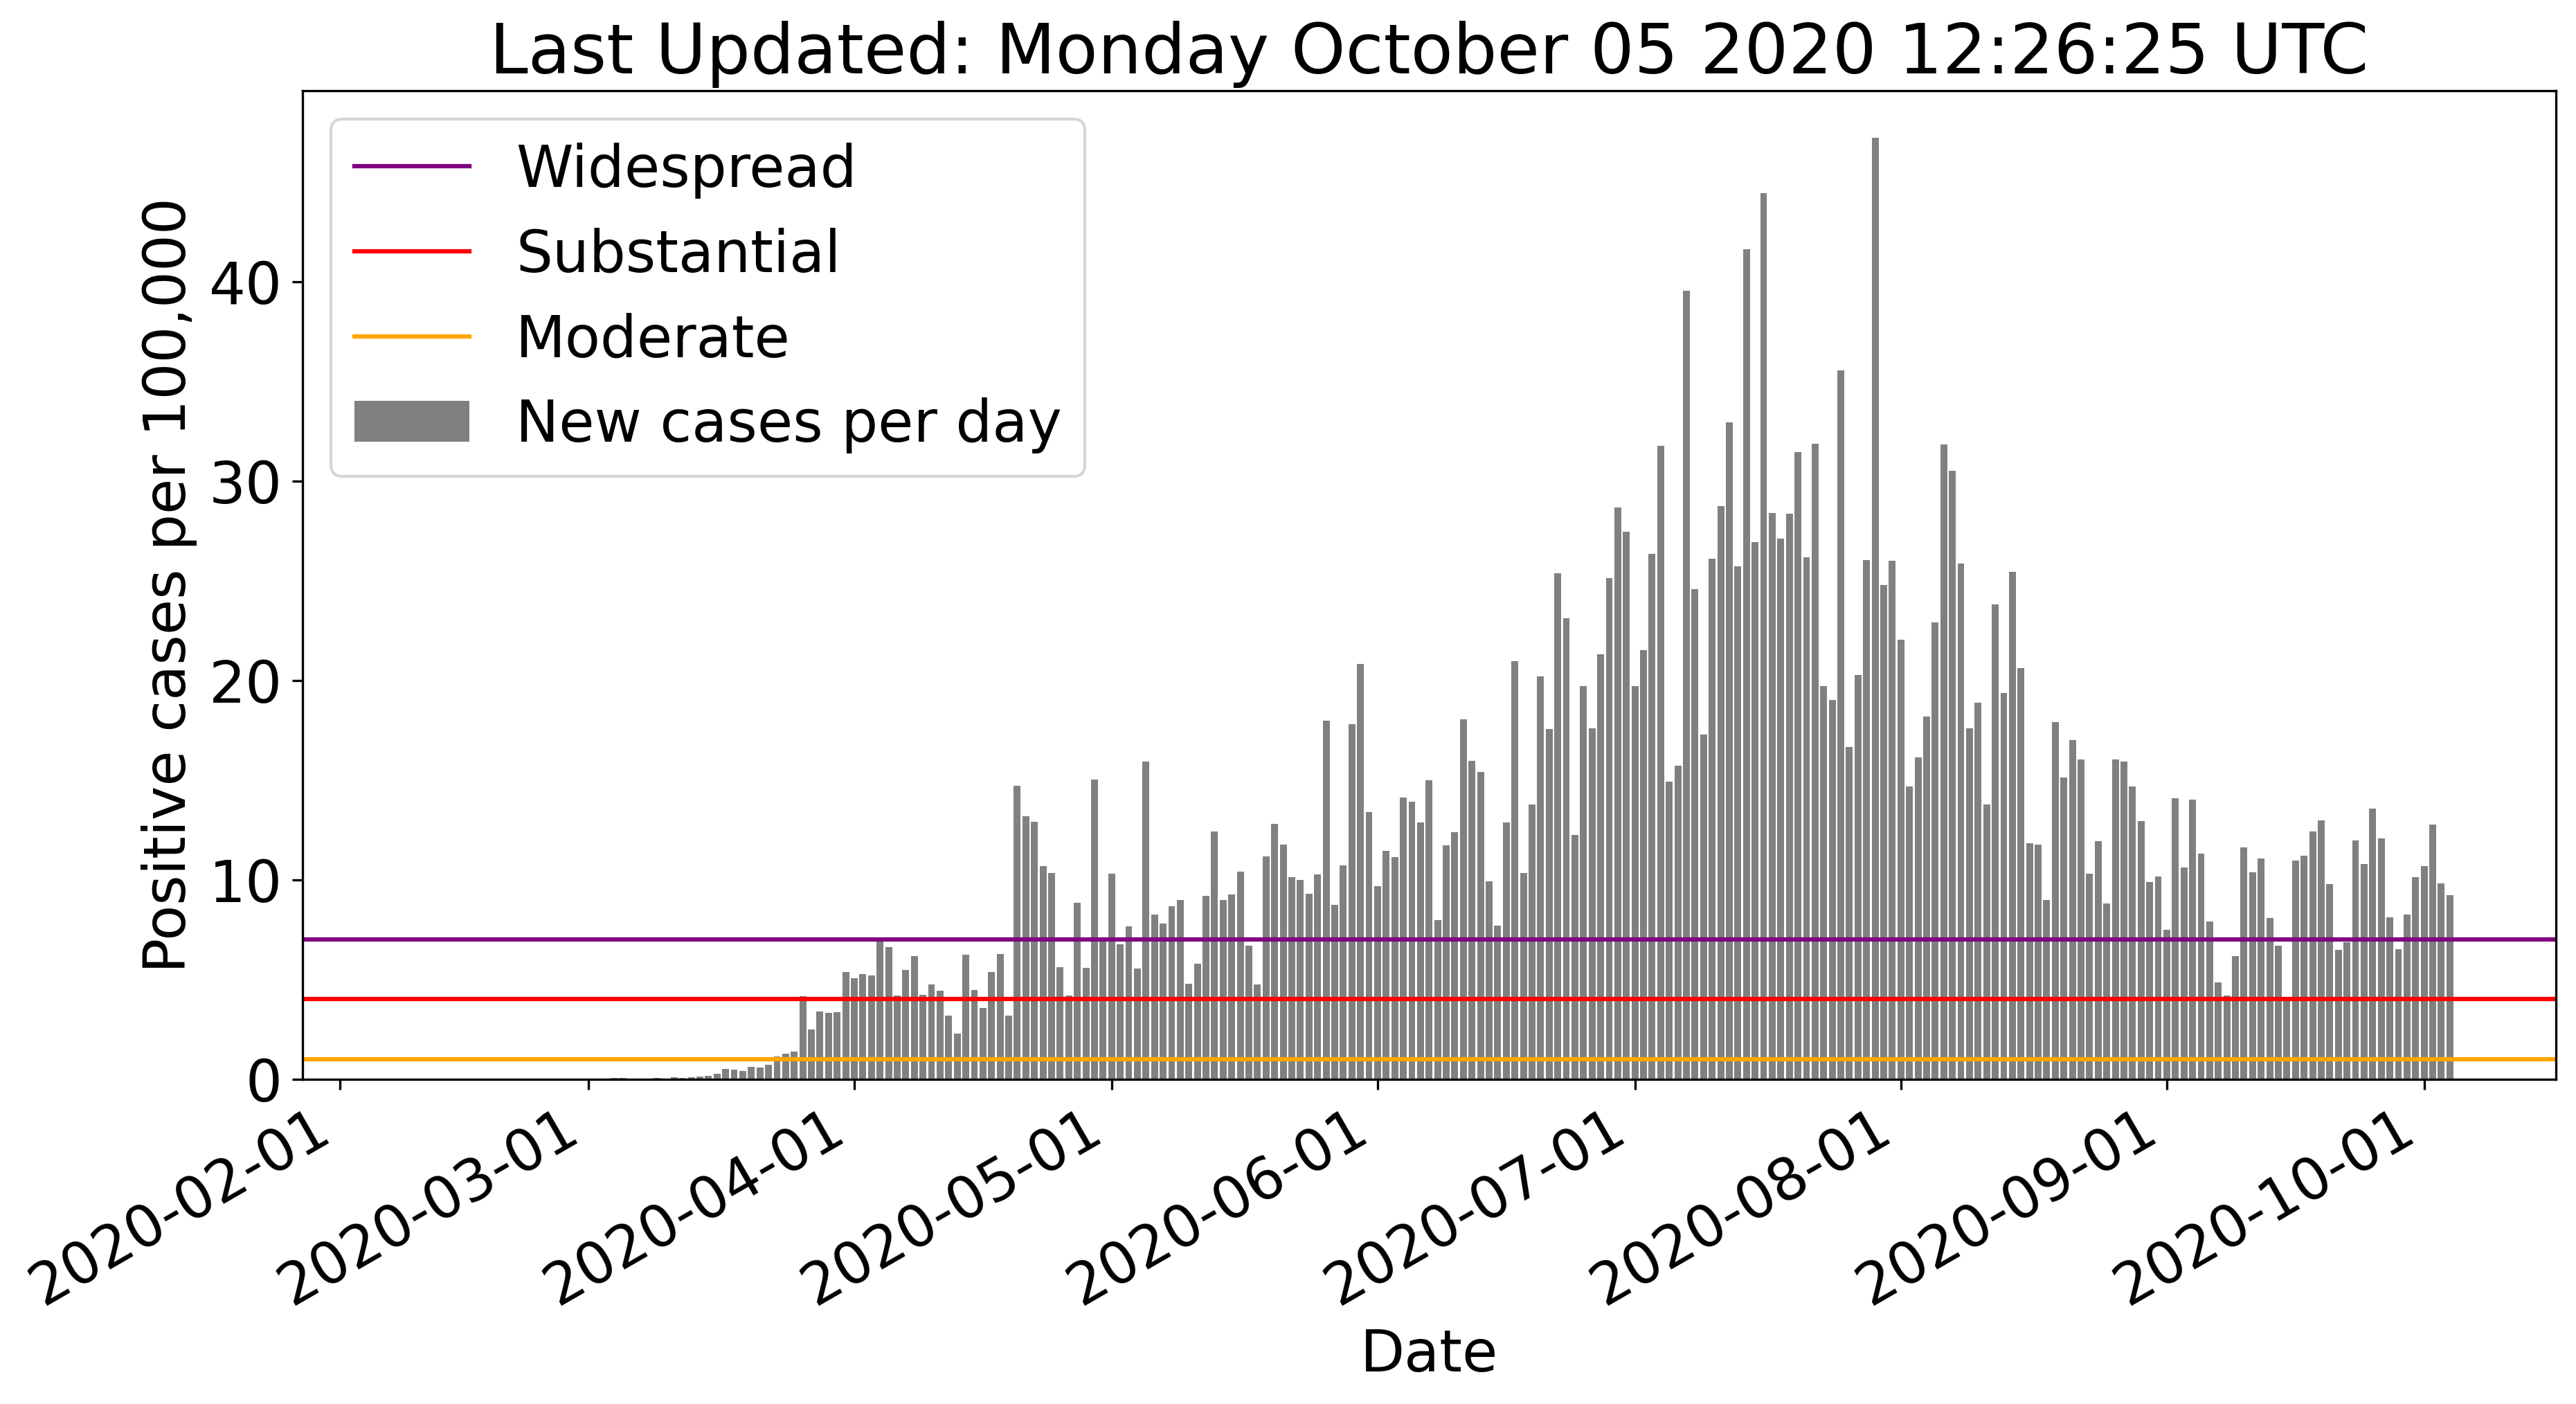 Last Updated: Monday October 05 2020 12:26:25 UTC
Widespread
Substantial
Moderate
New cases per day
Positive cases per 100,000
40
30
20
10
0
2020-02-01
2020-03-01
2020-04-01
2020-05-01
2020-06-01
2020-07-01
2020-08-01
2020-09-01
2020-10-01
Date